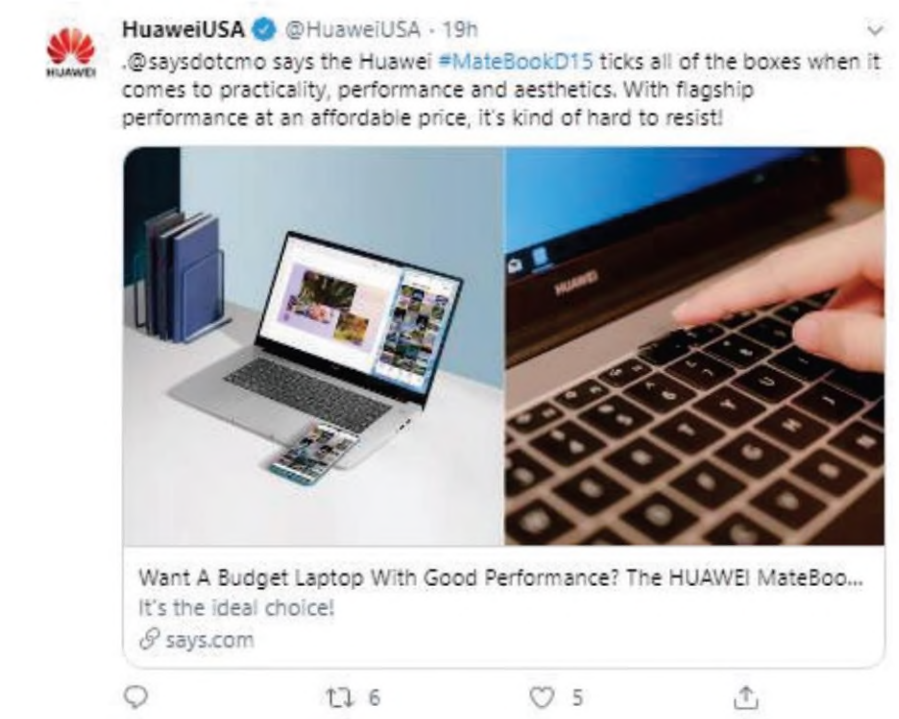 HuaweiUSA @HuaweiUSA · 19h
HUAWEI
.@saysdotcmo says the Huawei #MateBookD15 ticks all of the boxes when it
comes to practicality, performance and aesthetics. With flagship
performance at an affordable price, it's kind of hard to resist!
HUAWEI
Want A Budget Laptop With Good Performance? The HUAWEI MateBoo...
It's the ideal choice!
says.com
6
5